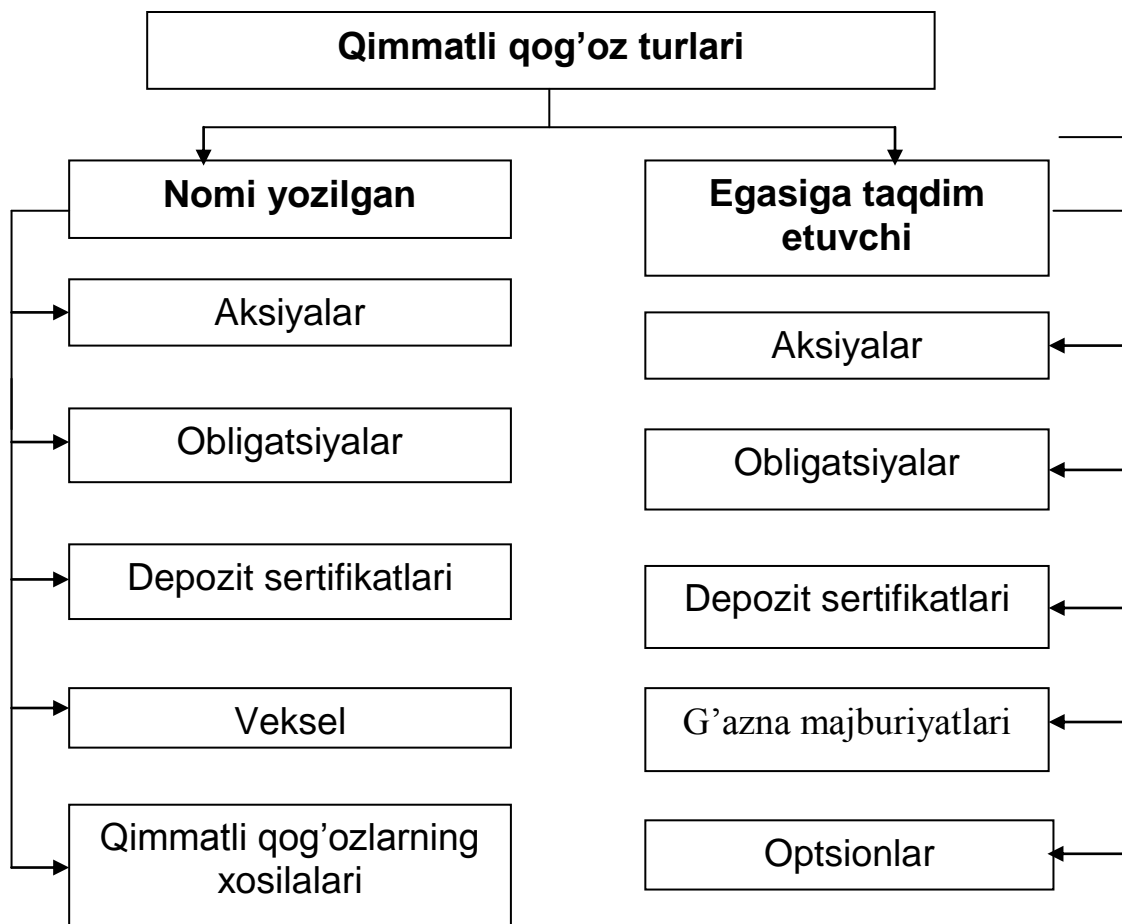 Qimmatli qog’oz turlari
Nomi yozilgan
Aksiyalar
Obligatsiyalar
Depozit sertifikatlari
Veksel
Qimmatli qog’ozlarning
xosilalari
Egasiga taqdim
etuvchi
Aksiyalar
Obligatsiyalar
Depozit sertifikatlari
G’azna majburiyatlari
Optsionlar